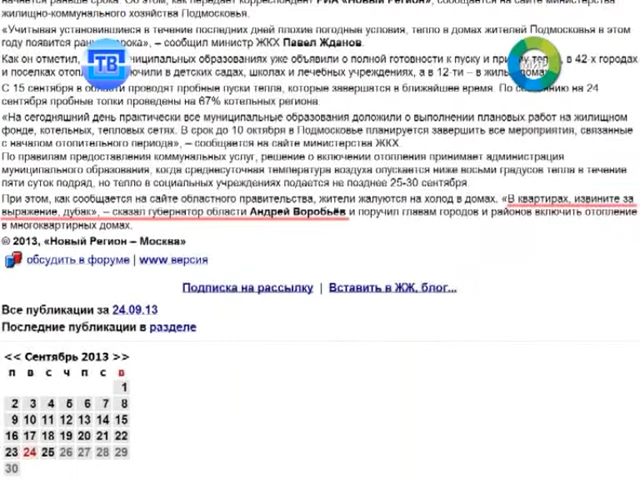 начнется раньше срока. Об этом, как передает корреспондент РИА «Новый Регион», сообщается на сайте министерства
жилищно-коммунального хозяйства Подмосковья.
«Учитывая установившиеся в течение последних дней плохие погодные условия, тепло в домах жителей Подмосковья в этом
году появится ран срока», – сообщил министр ЖКХ Павел Жданов.
Как он отметил, муниципальных образованиях уже объявили о полной готовности к пуску и при тепл, в 42-х городах
и поселках отоп ключили в детских садах, школах и лечебных учреждениях, а в 12-ти – в жил дома
С 15 сентября в области проводят пробные пуски тепла, которые завершатся в ближайшее время. По со нию на 24
сентября пробные топки проведены на 67% котельных региона.
«На сегодняшний день практически все муниципальные образования доложили о выполнении плановых работ на жилищном
фонде, котельных, тепловых сетях. В срок до 10 октября в Подмосковье планируется завершить все мероприятия, связанные
с началом отопительного периода», – сообщается на сайте министерства ЖКХ.
По правилам предоставления коммунальных услуг, решение о включении отопления принимает администрация
муниципального образования, когда среднесуточная температура воздуха опускается ниже восьми градусов тепла в течение
пяти суток подряд, но тепло в социальных учреждениях подается не позднее 25-30 сентября.
При этом, как сообщается на сайте областного правительства, жители жалуются на холод в домах. «В квартирах, извините за
выражение, дубак», – сказал губернатор области Андрей Воробьёв и поручил главам городов и районов включить отопление
в многоквартирных домах.
© 2013, «Новый Регион – Москва»
обсудить в форуме | www версия
Подписка на рассылку | Вставить в ЖЖ, блог...
Все публикации за 24.09.13
Последние публикации в разделе
<< Сентябрь 2013 >>
п в с ч п с в
1
2 3 4 5 6 7 8
9 10 11 12 13 14 15
16 17 18 19 20 21 22
23 24 25 26 27 28 29
30
ТВ
МИР